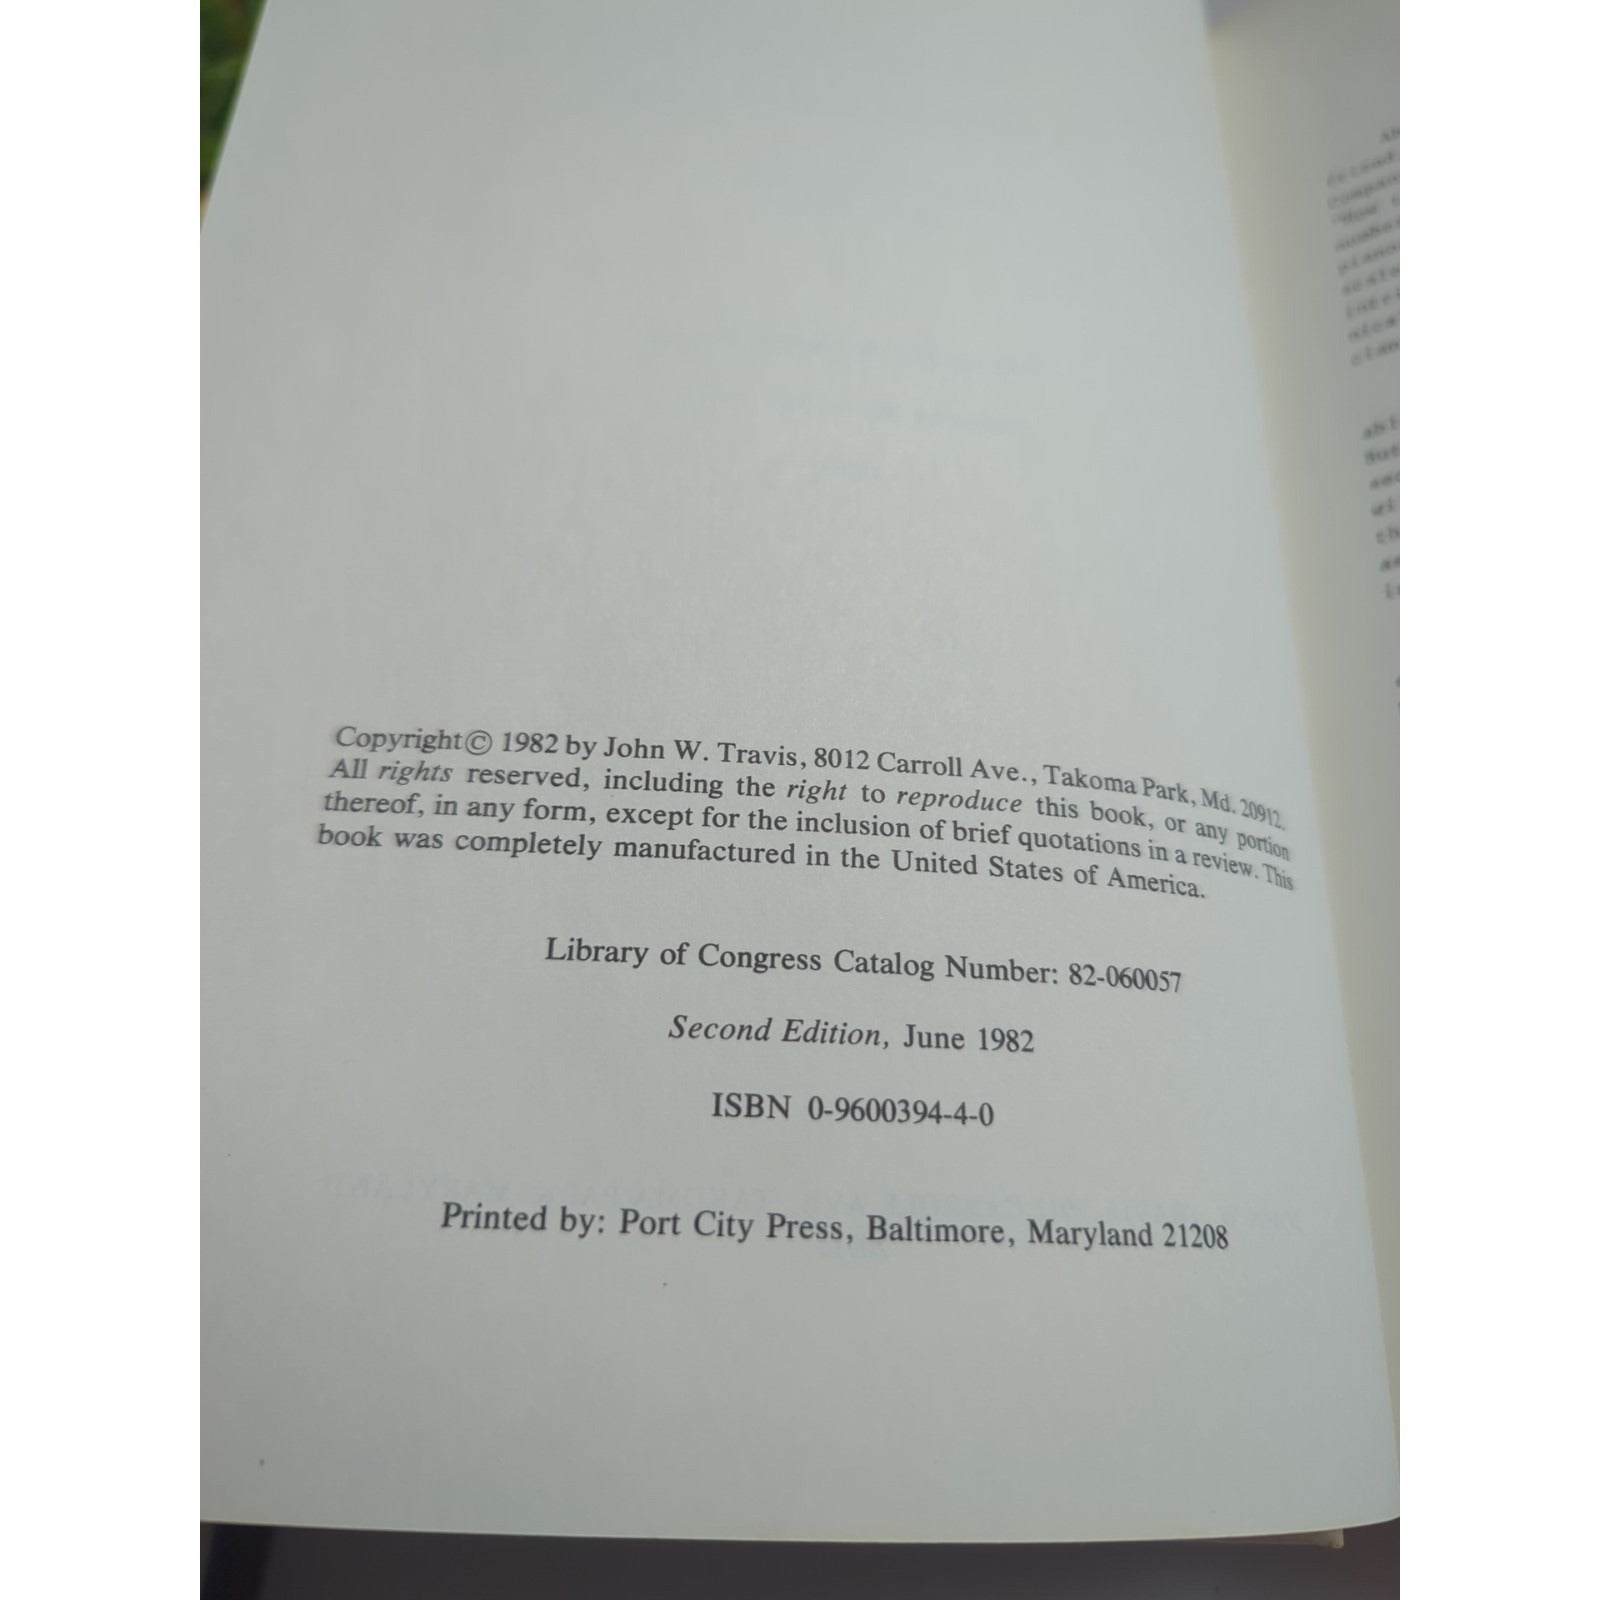 Copyright© 1982 by John W. Travis, 8012 Carroll Ave., Takoma Park, Md. 20912.
All rights reserved, including the right to reproduce this book, or any portion
thereof, in any form, except for the inclusion of brief quotations in a review. This
book was completely manufactured in the United States of America.
Library of Congress Catalog Number: 82-060057
Second Edition, June 1982
ISBN 0-9600394-4-0
Printed by: Port City Press, Baltimore, Maryland 21208